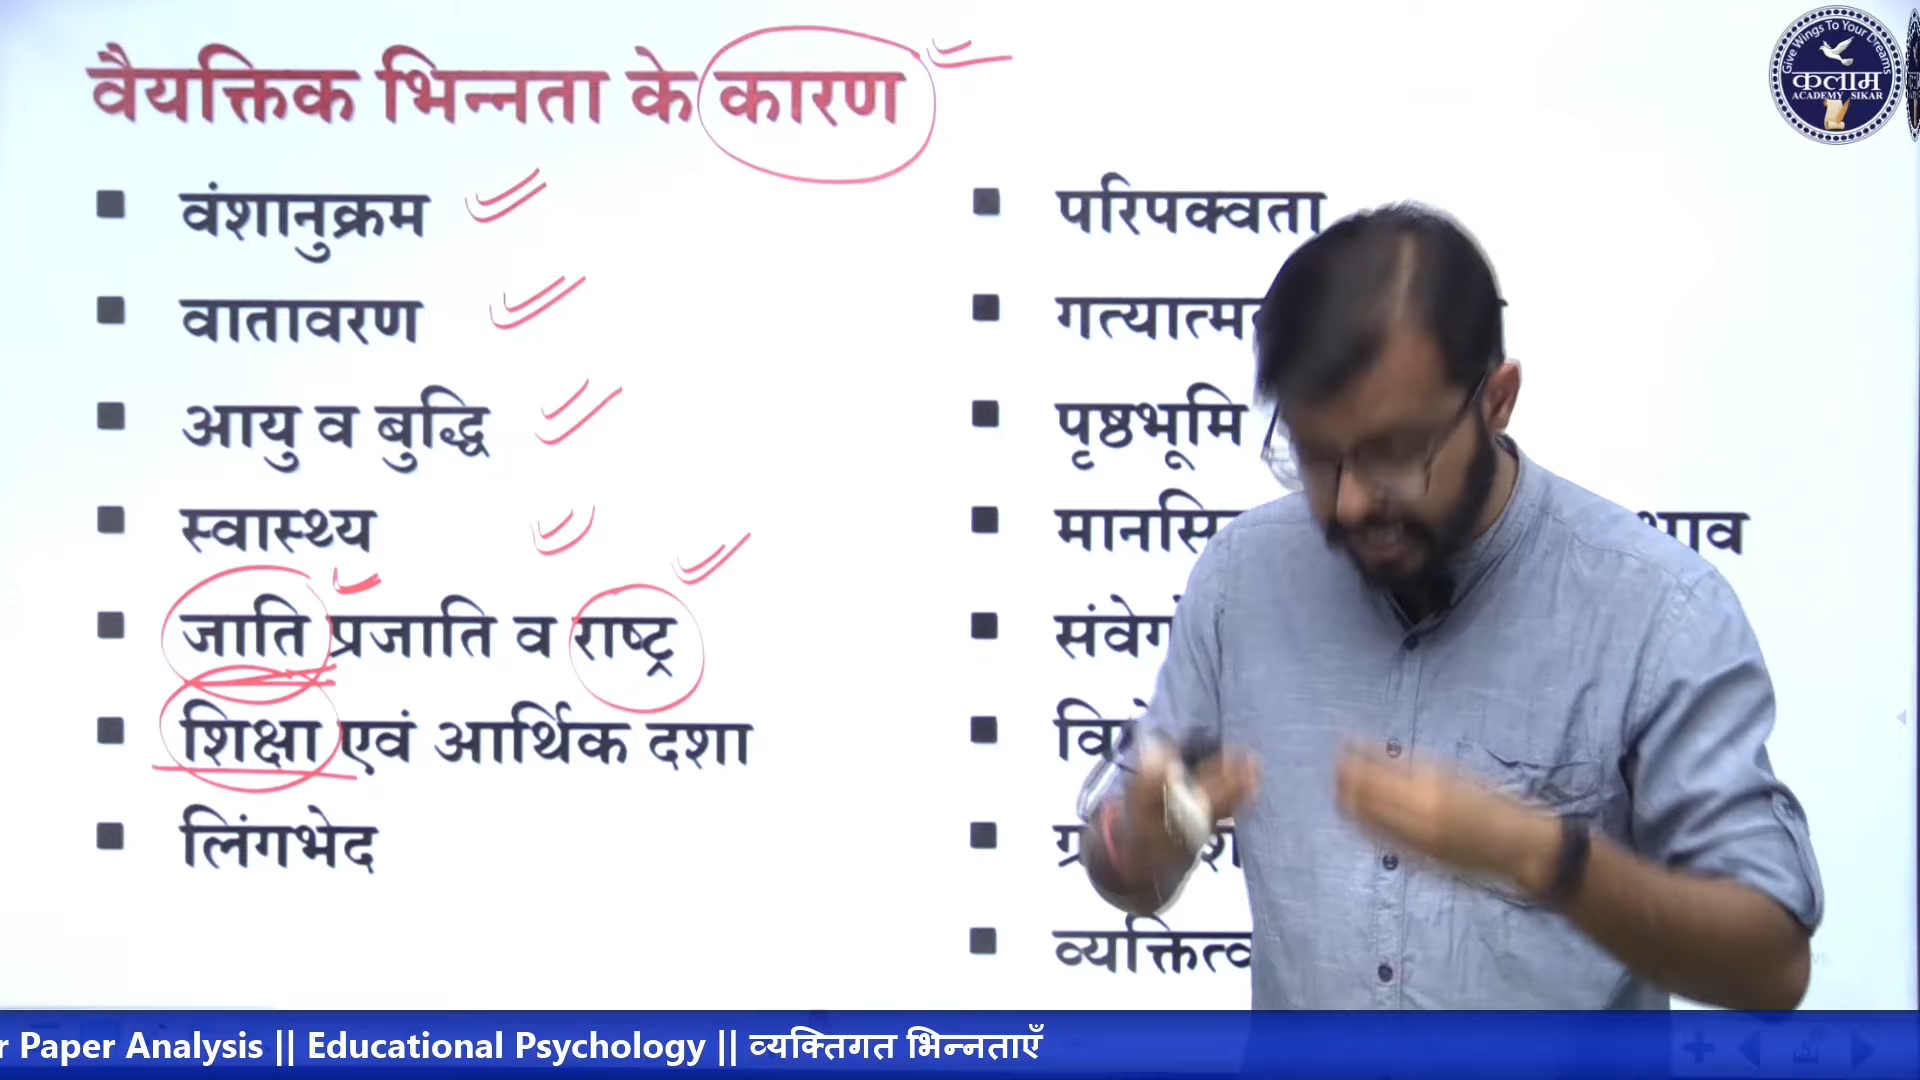 वैयक्तिक भिन्नता के कारण
वंशानुक्रम
वातावरण
आयु व बुद्धि
स्वास्थ्य
जाति प्रजाति व राष्ट्र
शिक्षा एवं आर्थिक दशा
लिंगभेद
परिपक्वता
पृष्ठभूमि
Give Wings To Your Dreams
कलाम
ACADEMY SIKAR
Paper Analysis || Educational Psychology || व्यक्तिगत भिन्नताएँ